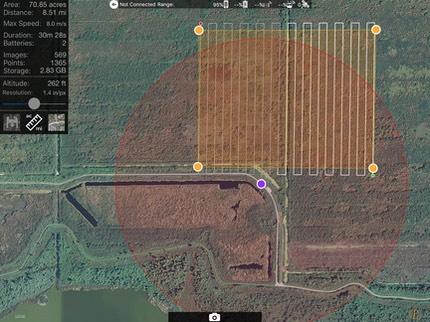 Area: 70.85 acres
Distance: 8.51 mi
Max Speed: 8.0 m/s
Duration: 30m 28s
Batteries: 2
Images: 569
Points: 1365
Storage: 2.83 GB
Altitude: 262 ft
Resolution: 1.4 in/px
Not Connected Range:
95%